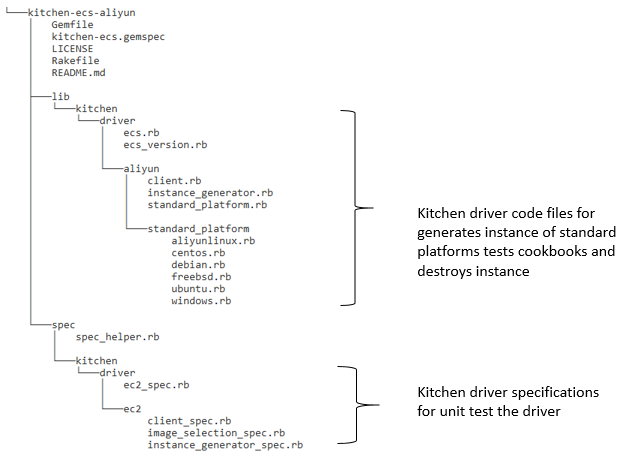 kitchen-ecs-aliyun
Gemfile
kitchen-ecs.gemspec
LICENSE
Rakefile
README.md
lib
kitchen
driver
ecs.rb
ecs_version.rb
aliyun
client.rb
instance_generator.rb
standard_platform.rb
standard_platform
aliyunlinux.rb
centos.rb
debian.rb
freebsd.rb
ubuntu.rb
windows.rb
Kitchen driver code files for
generates instance of standard
platforms tests cookbooks and
destroys instance
spec
spec_helper.rb
kitchen
driver
ec2_spec.rb
ec2
client_spec.rb
image_selection_spec.rb
instance_generator_spec.rb
Kitchen driver specifications
for unit test the driver